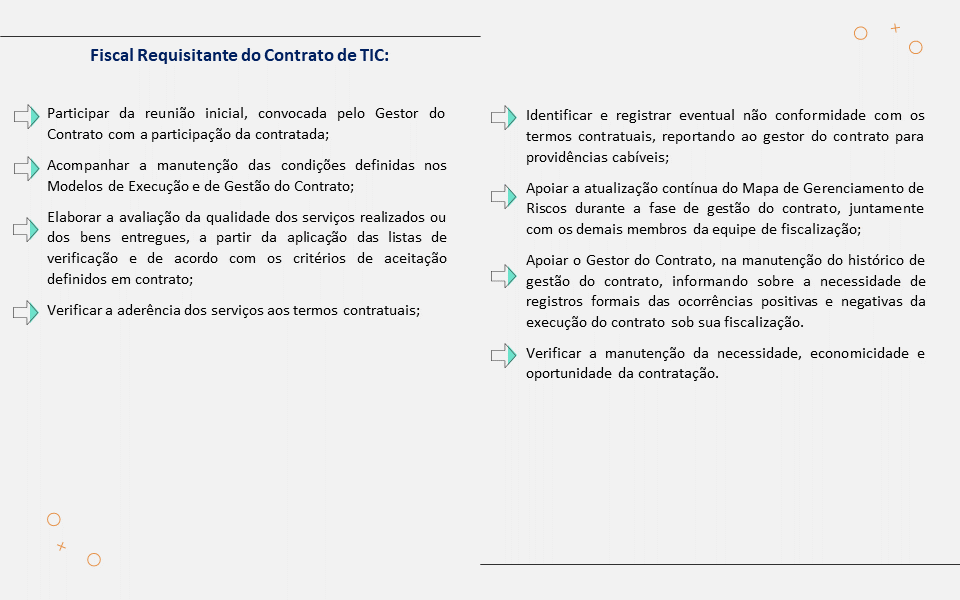 Fiscal Requisitante do Contrato de TIC:
Participar da reunião inicial, convocada pelo Gestor do
Contrato com a participação da contratada;
Acompanhar a manutenção das condições definidas nos
Modelos de Execução e de Gestão do Contrato;
Elaborar a avaliação da qualidade dos serviços realizados ou
dos bens entregues, a partir da aplicação das listas de
verificação e de acordo com os critérios de aceitação
definidos em contrato;
Verificar a aderência dos serviços aos termos contratuais;
Identificar e registrar eventual não conformidade com os
termos contratuais, reportando ao gestor do contrato para
providências cabíveis;
Apoiar a atualização contínua do Mapa de Gerenciamento de
Riscos durante a fase de gestão do contrato, juntamente
com os demais membros da equipe de fiscalização;
Apoiar o Gestor do Contrato, na manutenção do histórico de
gestão do contrato, informando sobre a necessidade de
registros formais das ocorrências positivas e negativas da
execução do contrato sob sua fiscalização.
Verificar a manutenção da necessidade, economicidade e
oportunidade da contratação.